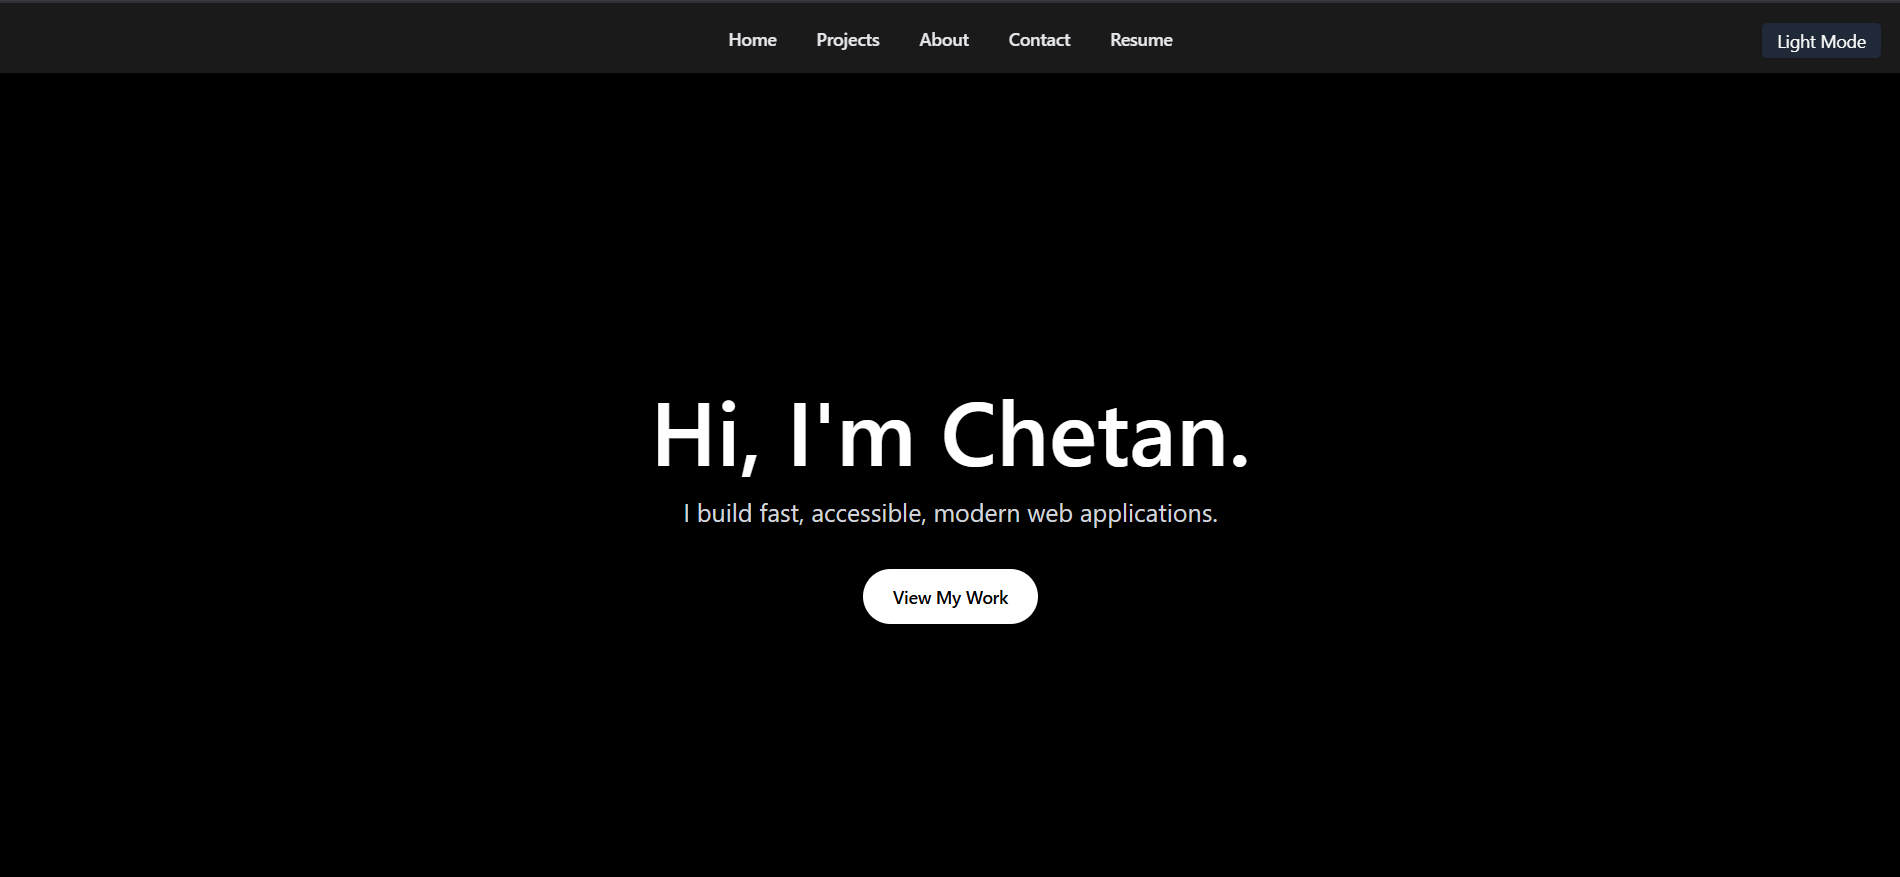 Home Projects About Contact Resume Light Mode
Hi, I'm Chetan.
I build fast, accessible, modern web applications.
View My Work